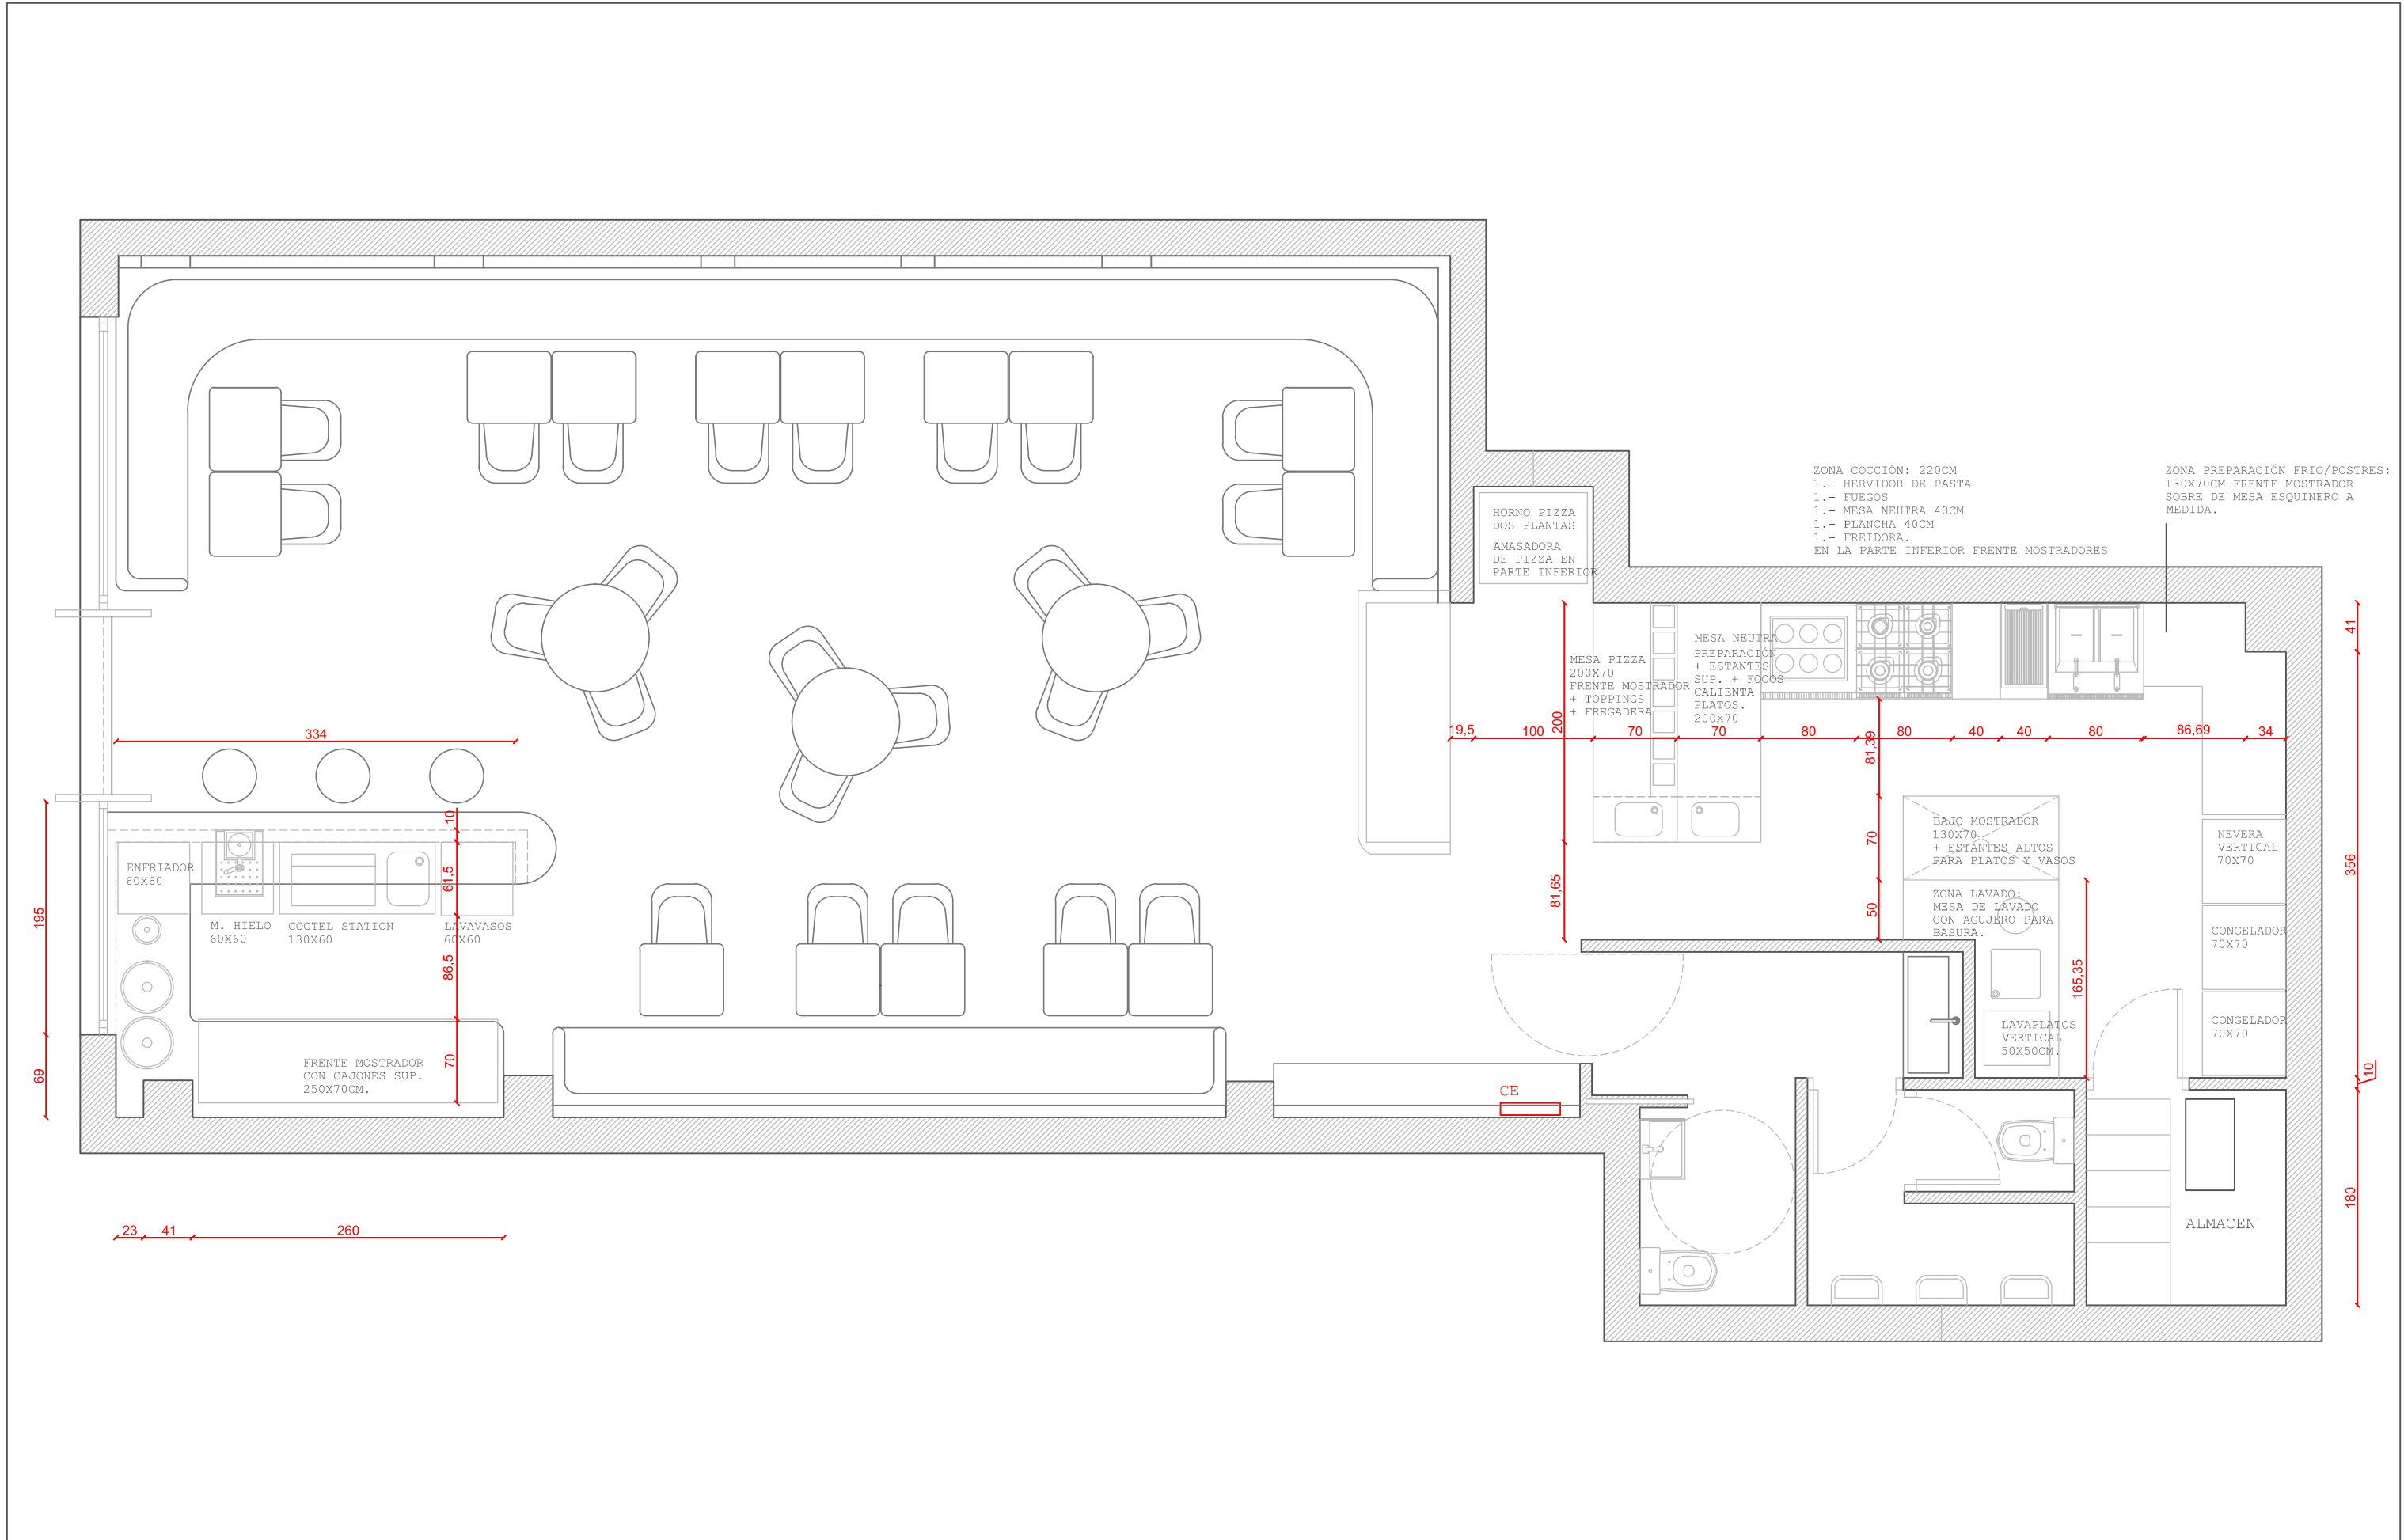 ZONA COCCIÓN: 220CM
1.- HERVIDOR DE PASTA
1.- FUEGOS
1.- MESA NEUTRA 40CM
1.- PLANCHA 40CM
1.- FREIDORA.
EN LA PARTE INFERIOR FRENTE MOSTRADORES
ZONA PREPARACIÓN FRIO/POSTRES:
130X70CM FRENTE MOSTRADOR
SOBRE DE MESA ESQUINERO A
MEDIDA.
HORNO PIZZA
DOS PLANTAS
AMASADORA
DE PIZZA EN
PARTE INFERIOR
MESA PIZZA
200X70
FRENTE MOSTRADOR
+ TOPPINGS
+ FREGADERA
MESA NEUTRA
PREPARACIÓN
+ ESTANTES
SUP. + FOCOS
CALIENTA
PLATOS.
200X70
41
356
10
180
334
19,5
100
200
70
70
80
80
40
40
80
86,69
34
81,39
70
50
81,65
165,35
BAJO MOSTRADOR
130X70
+ ESTANTES ALTOS
PARA PLATOS Y VASOS
NEVERA
VERTICAL
70X70
ZONA LAVADO:
MESA DE LAVADO
CON AGUJERO PARA
BASURA.
CONGELADOR
70X70
LAVAPLATOS
VERTICAL
50X50CM.
CONGELADOR
70X70
10
61,5
86,5
70
195
69
ENFRIADOR
60X60
M. HIELO
60X60
COCTEL STATION
130X60
LAVAVASOS
60X60
FRENTE MOSTRADOR
CON CAJONES SUP.
250X70CM.
CE
ALMACEN
23
41
260